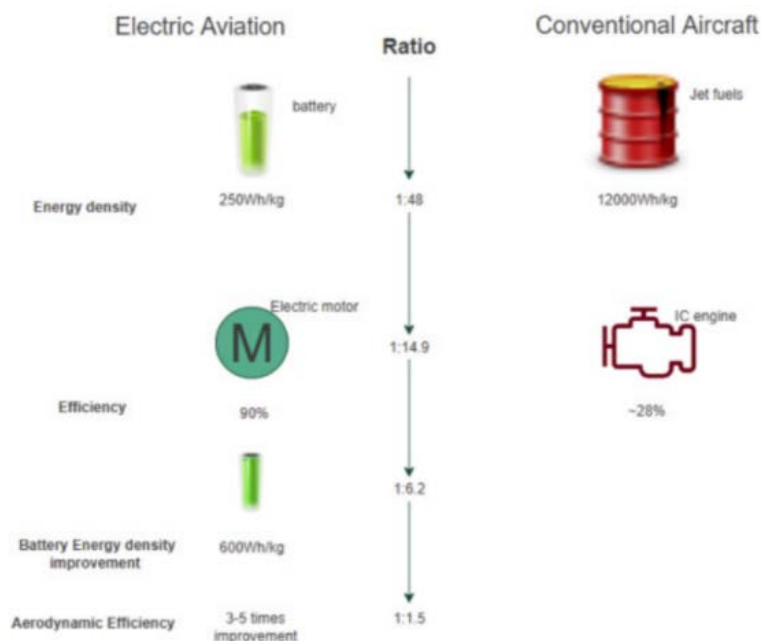 Electric Aviation
Ratio
Conventional Aircraft
battery
Jet fuels
Energy density
250Wh/kg
1:48
12000Wh/kg
Electric motor
M
IC engine
1:14.9
Efficiency
90%
~28%
1:6.2
Battery Energy density
improvement
600Wh/kg
Aerodynamic Efficiency
3-5 times
improvement
1:1.5